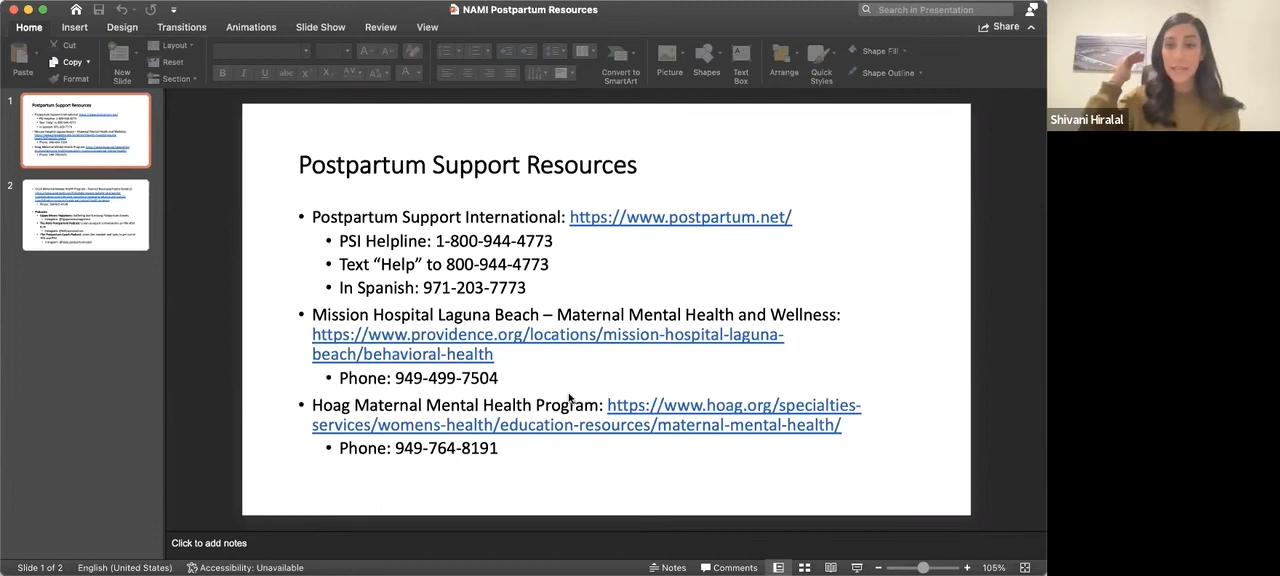 NAMI Postpartum Resources
Search in Presentation
Home Insert Design Transitions Animations Slide Show Review View
Share
Paste
Cut
Copy
Format
New Slide
Layout
Reset
Section
B I U abc
Convert to SmartArt
Picture
Shapes
Text Box
Arrange
Quick Styles
Shape Fill
Shape Outline
1
Postpartum Support Resources
2
Postpartum Support Resources
• Postpartum Support International: https://www.postpartum.net/
• PSI Helpline: 1-800-944-4773
• Text “Help” to 800-944-4773
• In Spanish: 971-203-7773
• Mission Hospital Laguna Beach – Maternal Mental Health and Wellness:
https://www.providence.org/locations/mission-hospital-laguna-
beach/behavioral-health
• Phone: 949-499-7504
• Hoag Maternal Mental Health Program: https://www.hoag.org/specialties-
services/womens-health/education-resources/maternal-mental-health/
• Phone: 949-764-8191
Click to add notes
Slide 1 of 2 English (United States) Accessibility: Unavailable
Notes Comments 105%
Shivani Hiralal